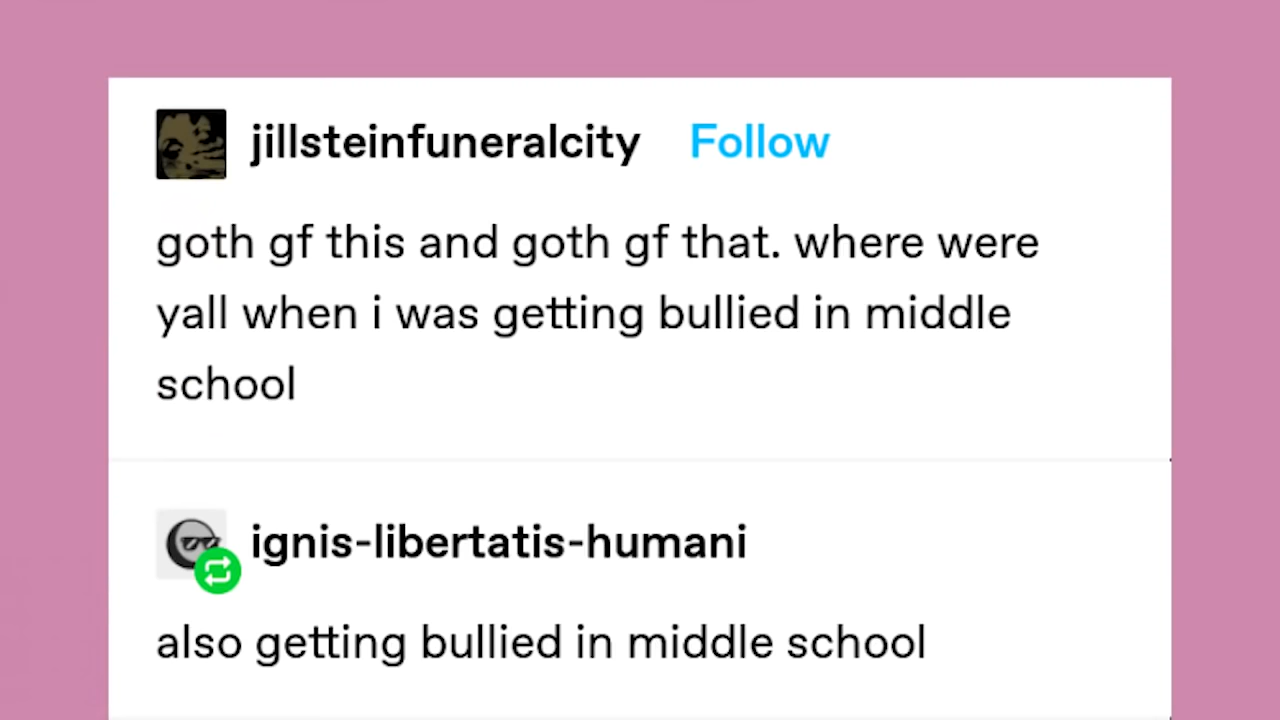 jillsteinfuneralcity Follow
goth gf this and goth gf that. where were
yall when i was getting bullied in middle
school
ignis-libertatis-humani
also getting bullied in middle school